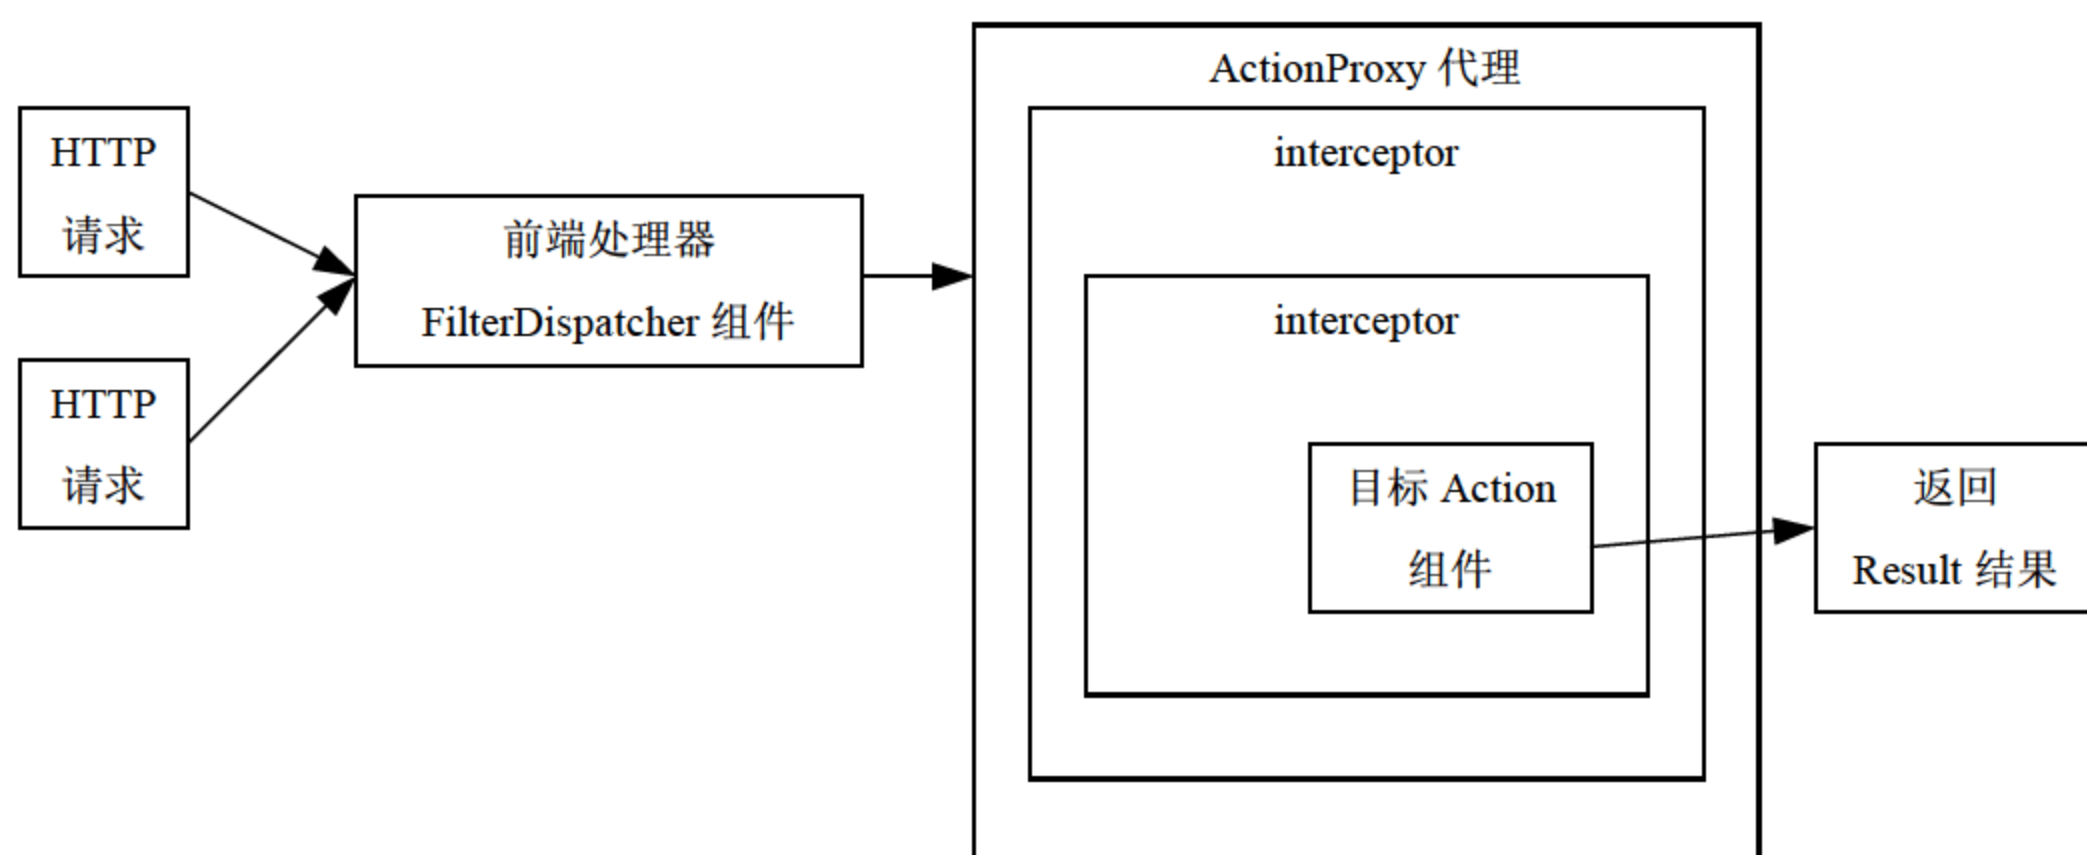 HTTP
请求
HTTP
请求
前端处理器
FilterDispatcher 组件
ActionProxy 代理
interceptor
interceptor
目标 Action
组件
返回
Result 结果